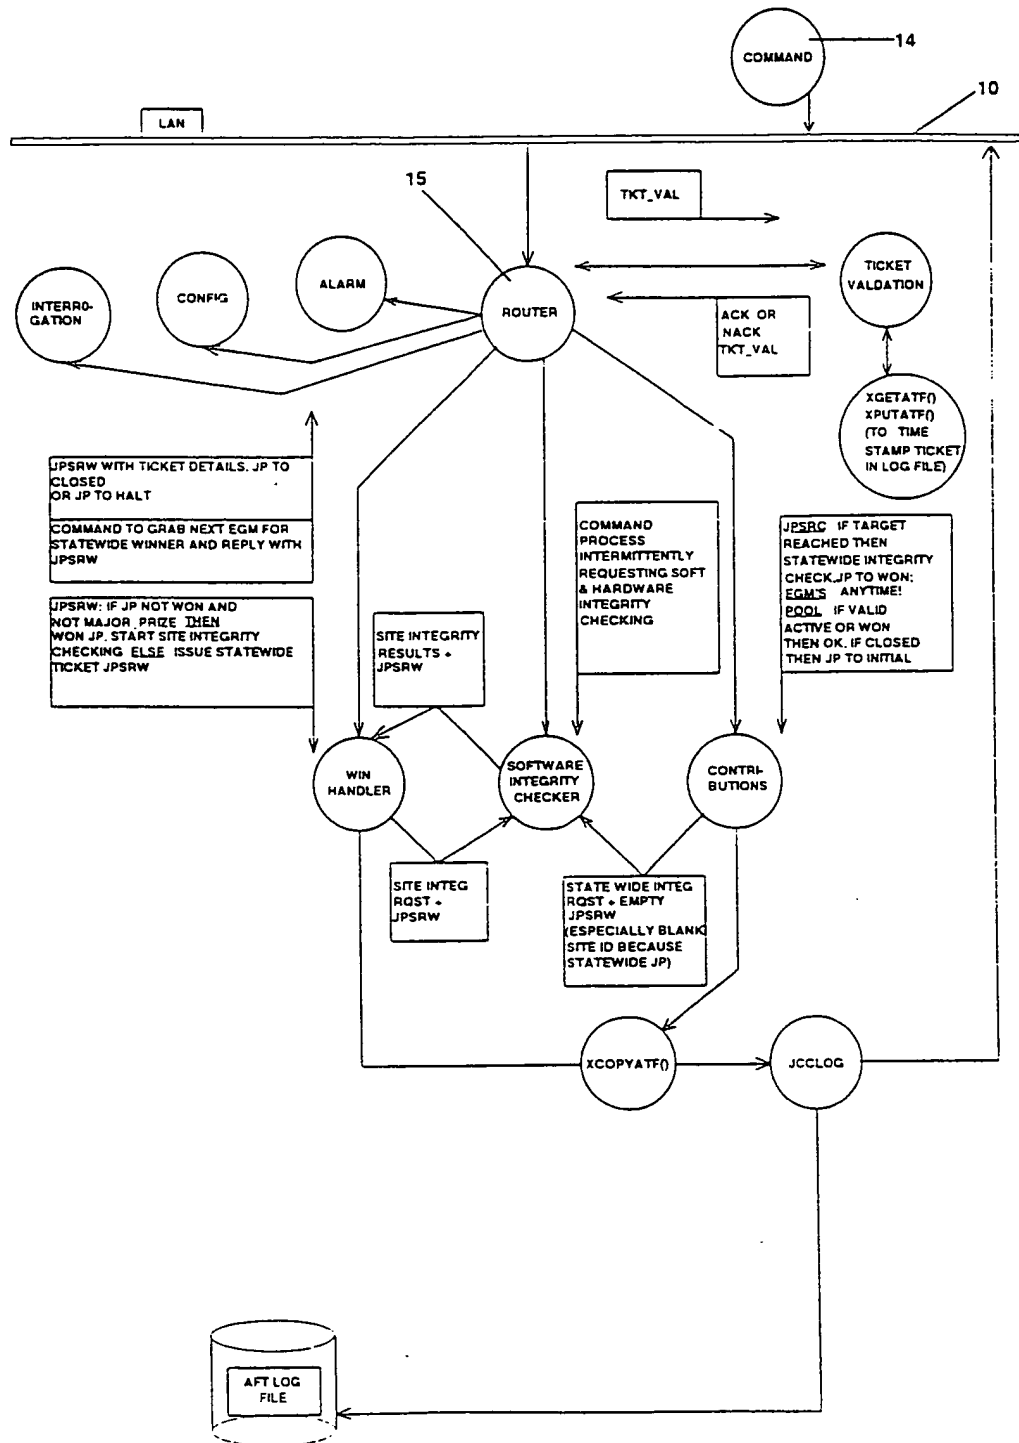 COMMAND
14
10
LAN
15
TKT_VAL
INTERRO-
GATION
CONFIG
ALARM
ROUTER
TICKET
VALDATION
ACK OR
NACK
TKT_VAL
XGETATF()
XPUTATF()
(TO TIME
STAMP TICKET
IN LOG FILE)
JPSRW WITH TICKET DETAILS. JP TO
CLOSED
OR JP TO HALT
COMMAND TO GRAB NEXT EGM FOR
STATEWIDE WINNER AND REPLY WITH
JPSRW
JPSRW: IF JP NOT WON AND
NOT MAJOR PRIZE THEN
WON JP. START SITE INTEGRITY
CHECKING ELSE ISSUE STATEWIDE
TICKET JPSRW
SITE INTEGRITY
RESULTS +
JPSRW
COMMAND
PROCESS
INTERMITTENTLY
REQUESTING SOFT
& HARDWARE
INTEGRITY
CHECKING
JPSRC IF TARGET
REACHED THEN
STATEWIDE INTEGRITY
CHECK.JP TO WON;
EGM'S ANYTIME!
POOL IF VALID
ACTIVE OR WON
THEN OK. IF CLOSED
THEN JP TO INITIAL
WIN
HANDLER
SOFTWARE
INTEGRITY
CHECKER
CONTRI-
BUTIONS
SITE INTEG
RQST +
JPSRW
STATE WIDE INTEG
RQST + EMPTY
JPSRW
(ESPECIALLY BLANK
SITE ID BECAUSE
STATEWIDE JP)
XCOPYATF()
JCCLOG
AFT LOG
FILE